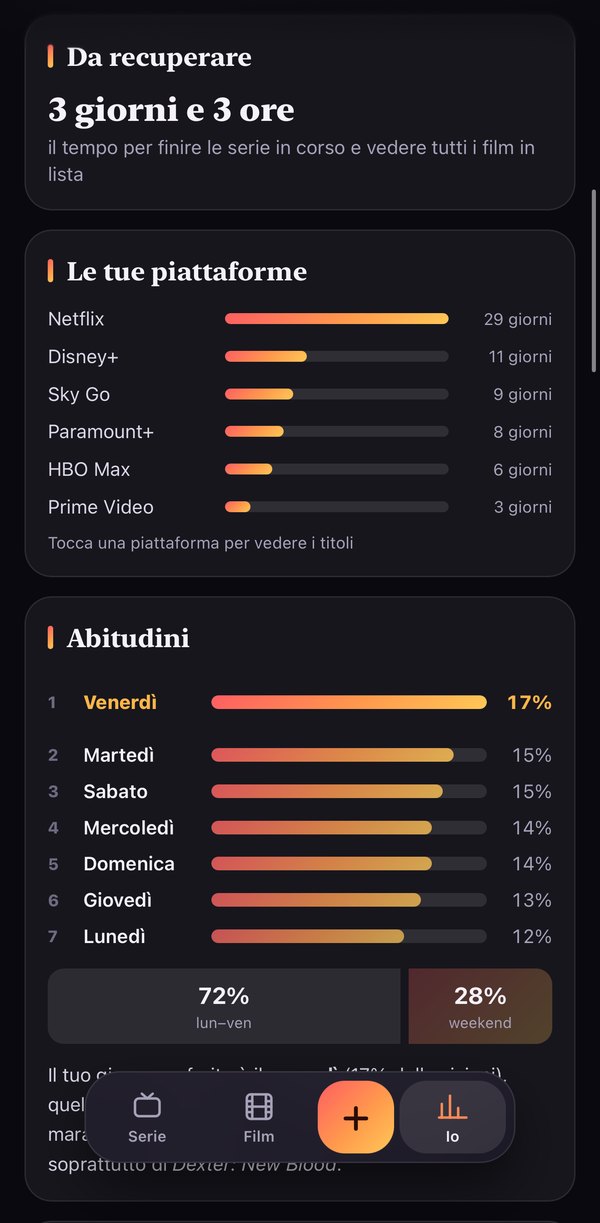 Da recuperare
3 giorni e 3 ore
il tempo per finire le serie in corso e vedere tutti i film in
lista
Le tue piattaforme
Netflix 29 giorni
Disney+ 11 giorni
Sky Go 9 giorni
Paramount+ 8 giorni
HBO Max 6 giorni
Prime Video 3 giorni
Tocca una piattaforma per vedere i titoli
Abitudini
1 Venerdì 17%
2 Martedì 15%
3 Sabato 15%
4 Mercoledì 14%
5 Domenica 14%
6 Giovedì 13%
7 Lunedì 12%
72% 28%
lun–ven weekend
Il tuo
soprattutto di Dexter: New Blood.
Serie Film + Io